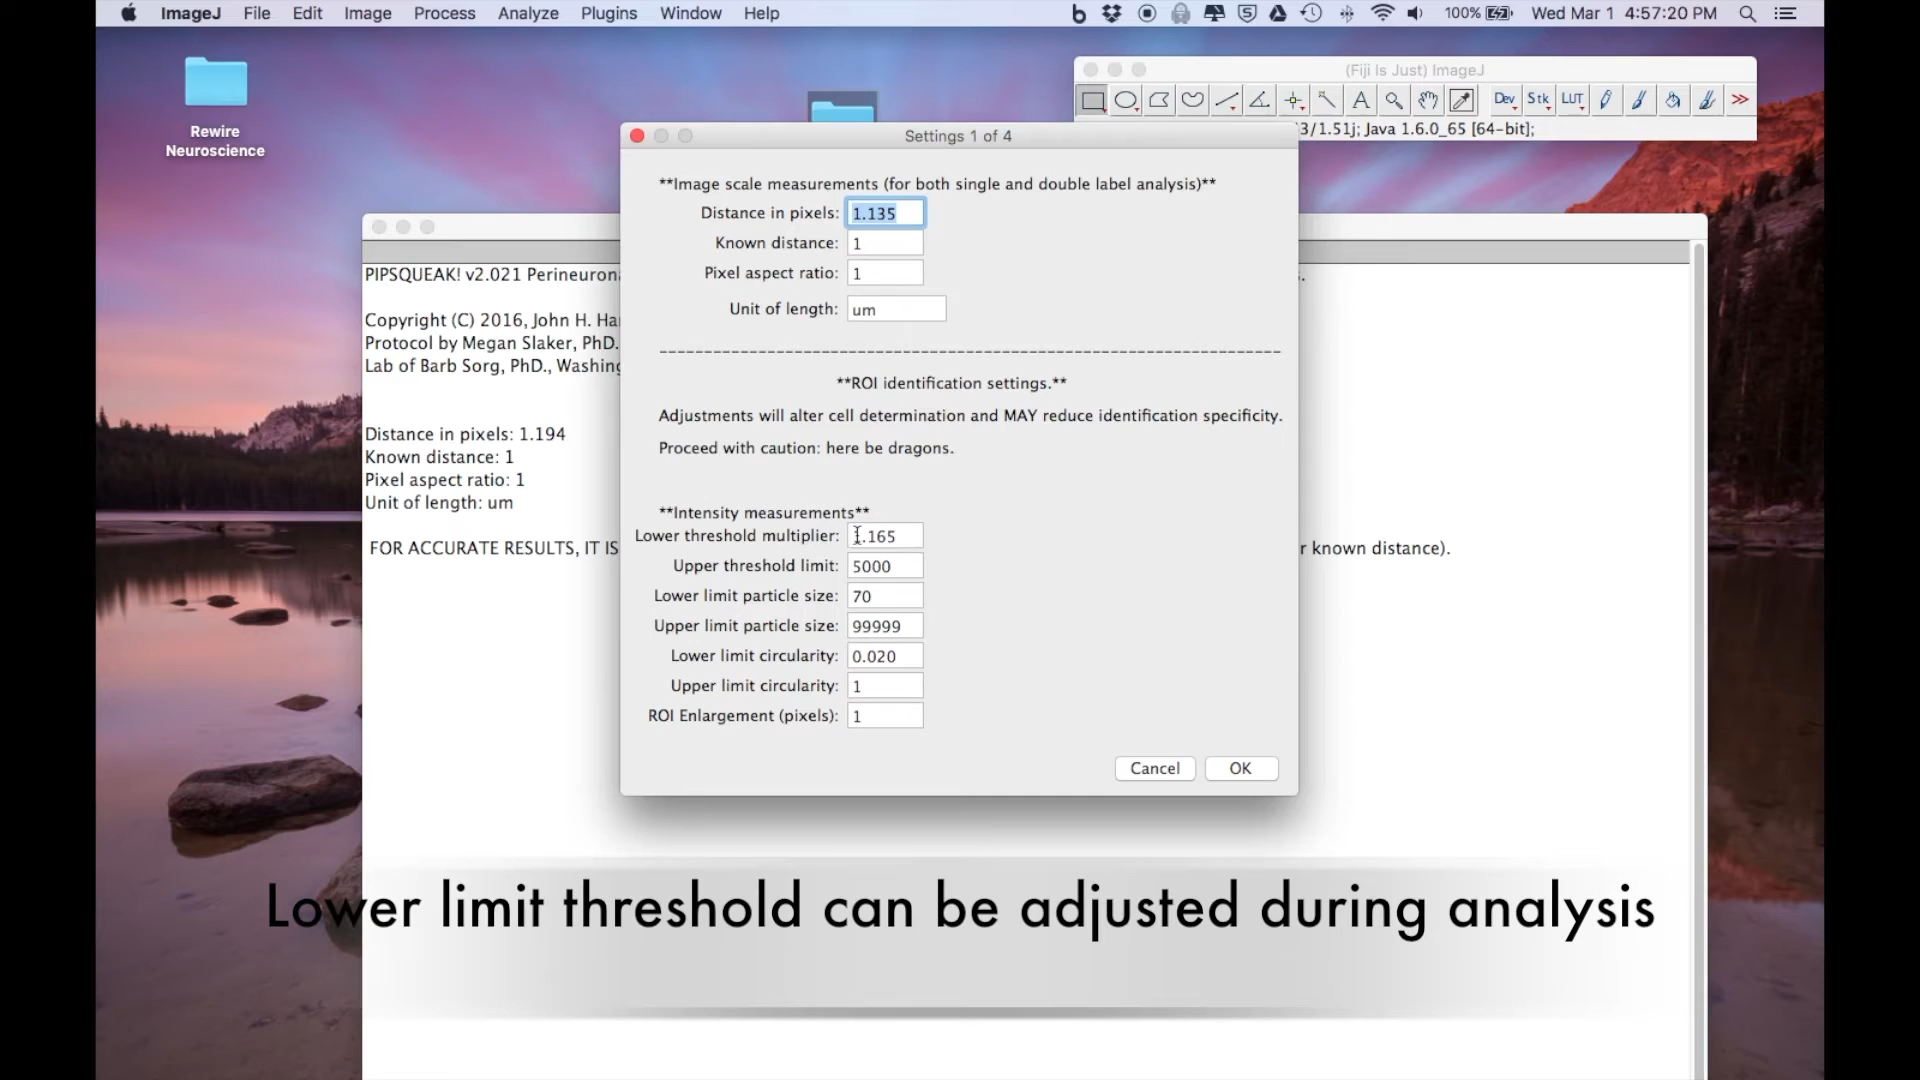 ImageJ File Edit Image Process Analyze Plugins Window Help 100% Wed Mar 1 4:57:20 PM
Rewire
Neuroscience
(Fiji Is Just) ImageJ
Dev Stk LUT
3/1.51j; Java 1.6.0_65 [64-bit];
Settings 1 of 4
**Image scale measurements (for both single and double label analysis)**
Distance in pixels: 1.135
Known distance: 1
Pixel aspect ratio: 1
Unit of length: um
**ROI identification settings.**
Adjustments will alter cell determination and MAY reduce identification specificity.
Proceed with caution: here be dragons.
**Intensity measurements**
Lower threshold multiplier: 1.165
Upper threshold limit: 5000
Lower limit particle size: 70
Upper limit particle size: 99999
Lower limit circularity: 0.020
Upper limit circularity: 1
ROI Enlargement (pixels): 1
Cancel OK
PIPSQUEAK! v2.021
Copyright (C) 2016, John H.
Protocol by Megan Slaker, PhD.
Lab of Barb Sorg, PhD.,
Distance in pixels: 1.194
Known distance: 1
Pixel aspect ratio: 1
Unit of length: um
FOR ACCURATE RESULTS, IT IS
r known distance).
Lower limit threshold can be adjusted during analysis